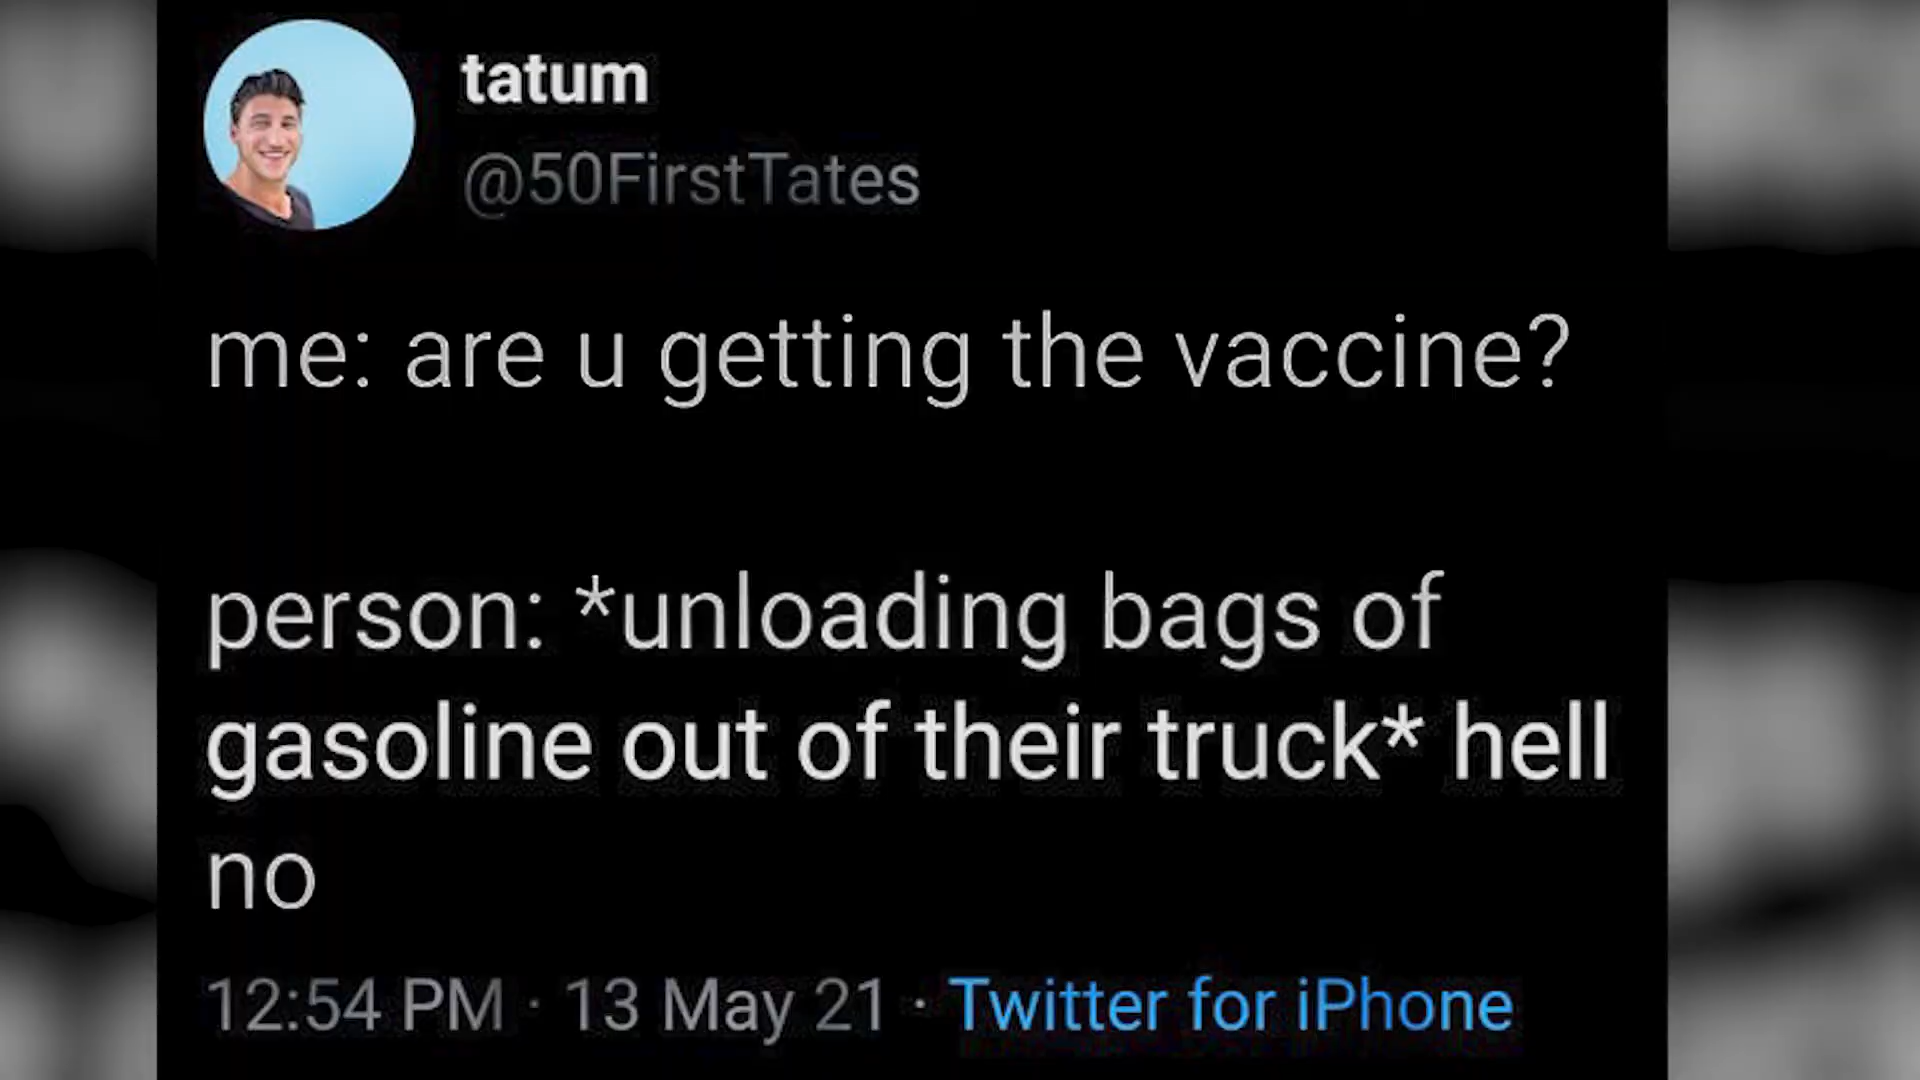 tatum
@50FirstTates
me: are u getting the vaccine?
person: *unloading bags of
gasoline out of their truck* hell
no
12:54 PM · 13 May 21 · Twitter for iPhone